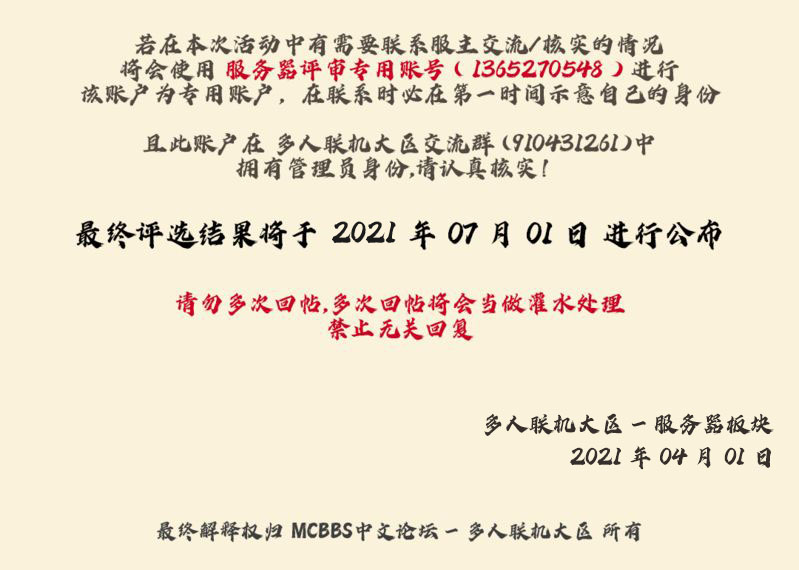 若在本次活动中有需要联系服主交流/核实的情况
将会使用 服务器评审专用账号（1365270548）进行
该账户为专用账户，在联系时必在第一时间示意自己的身份
且此账户在 多人联机大区交流群(910431261)中
拥有管理员身份,请认真核实!
最终评选结果将于 2021 年 07 月 01 日 进行公布
请勿多次回帖,多次回帖将会当做灌水处理
禁止无关回复
多人联机大区 — 服务器板块
2021 年 04 月 01 日
最终解释权归 MCBBS中文论坛 — 多人联机大区 所有